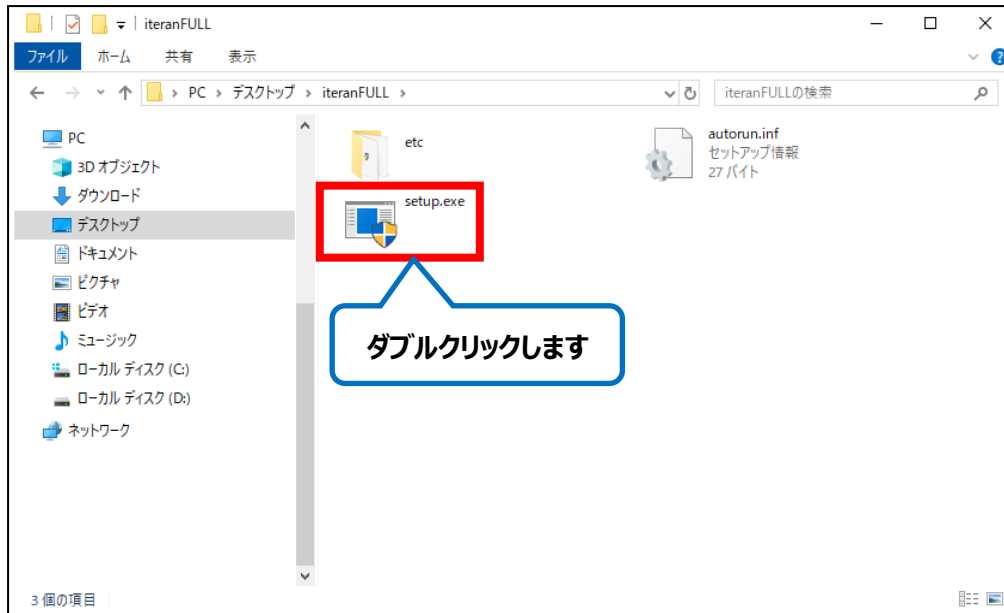 iteranFULL
ファイル ホーム 共有 表示
PC › デスクトップ › iteranFULL ›
iteranFULLの検索
PC
3D オブジェクト
ダウンロード
デスクトップ
ドキュメント
ピクチャ
ビデオ
ミュージック
ローカル ディスク (C:)
ローカル ディスク (D:)
ネットワーク
etc
autorun.inf
セットアップ情報
27 バイト
setup.exe
ダブルクリックします
3 個の項目